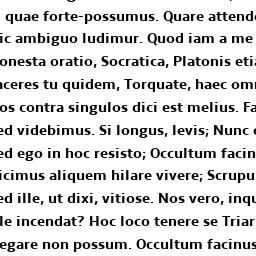 quae forte-possumus. Quare attend
ic ambiguo ludimur. Quod iam a me
onesta oratio, Socratica, Platonis eti
aceres tu quidem, Torquate, haec om
os contra singulos dici est melius. Fa
ed videbimus. Si longus, levis; Nunc
ed ego in hoc resisto; Occultum facin
icimus aliquem hilare vivere; Scrupu
ed ille, ut dixi, vitiose. Nos vero, inqu
le incendat? Hoc loco tenere se Triar
egare non possum. Occultum facinus